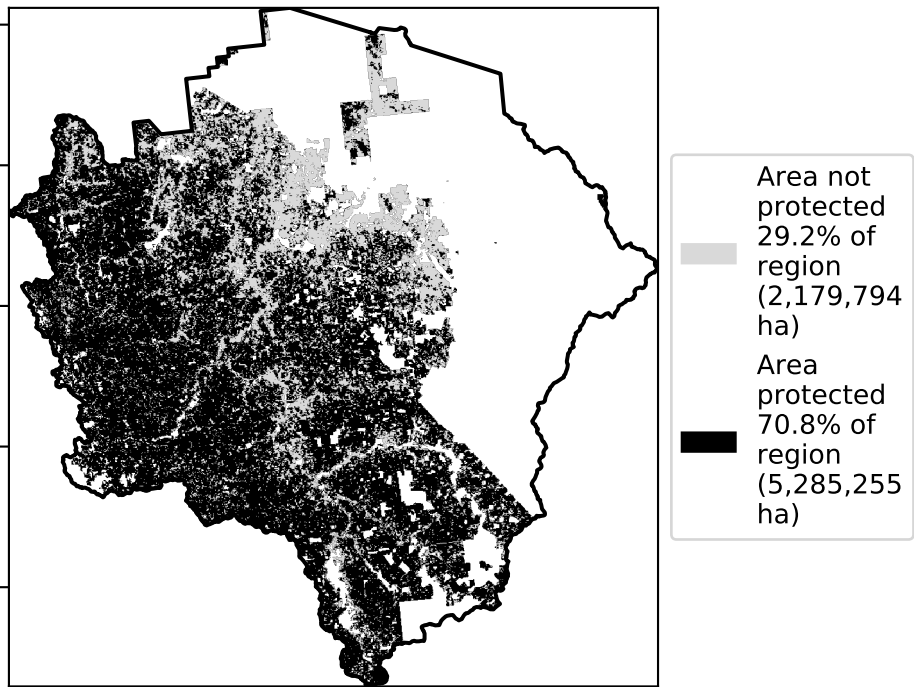 Area not
protected
29.2% of
region
(2,179,794
ha)
Area
protected
70.8% of
region
(5,285,255
ha)